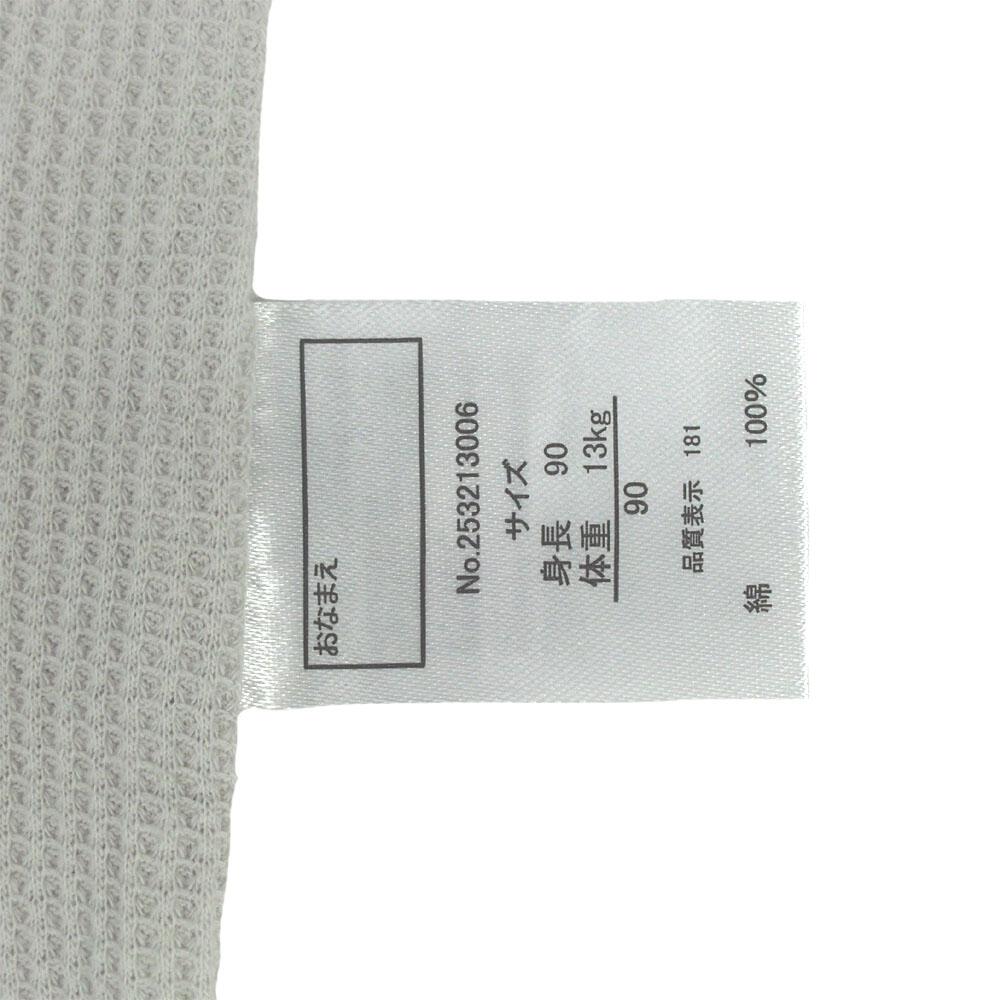 おなまえ
No.253213006
サイズ
身長 90
体重 13kg
90
品質表示 181
綿 100%